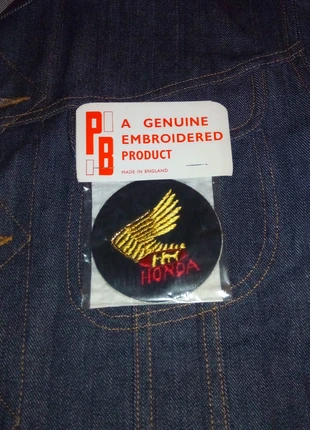 PB
A GENUINE
EMBROIDERED
PRODUCT
MADE IN ENGLAND
HONDA